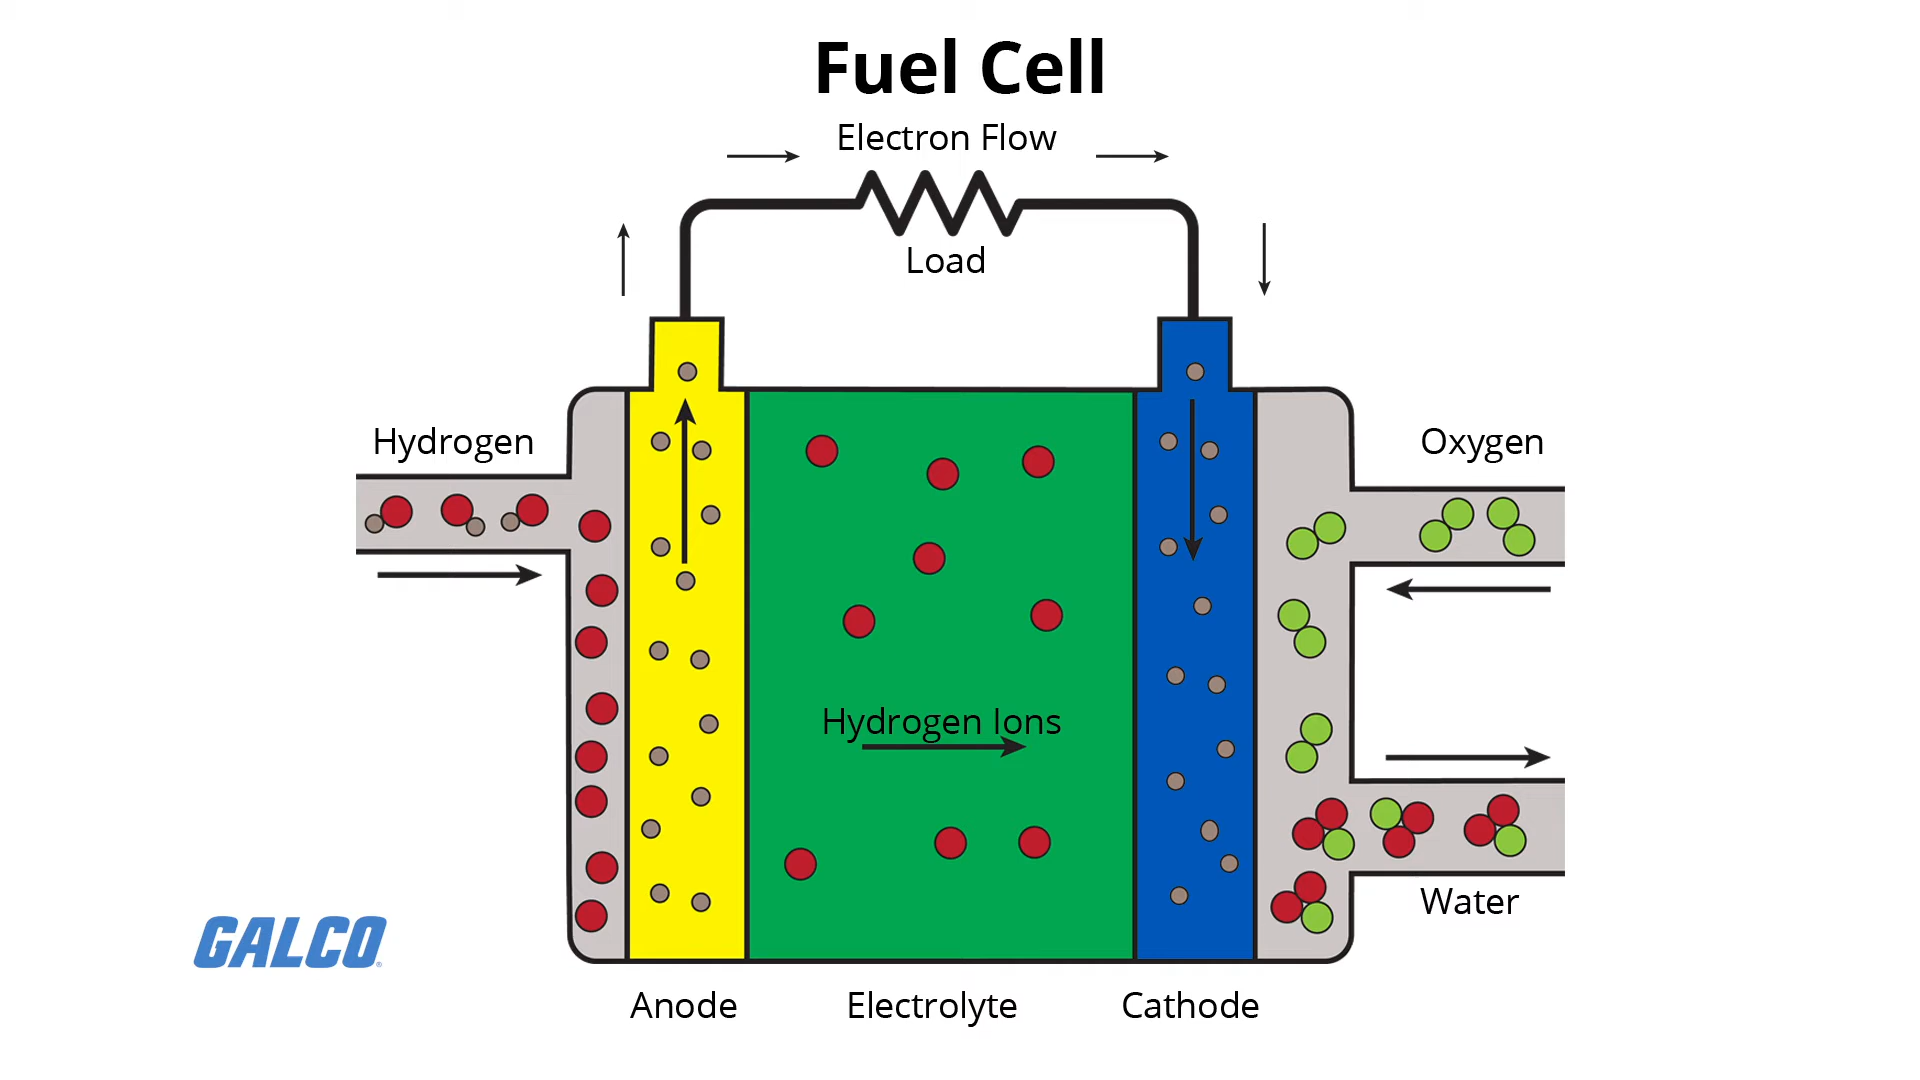 Fuel Cell
Electron Flow
Load
Hydrogen
Oxygen
Hydrogen Ions
Water
GALCO®
Anode
Electrolyte
Cathode